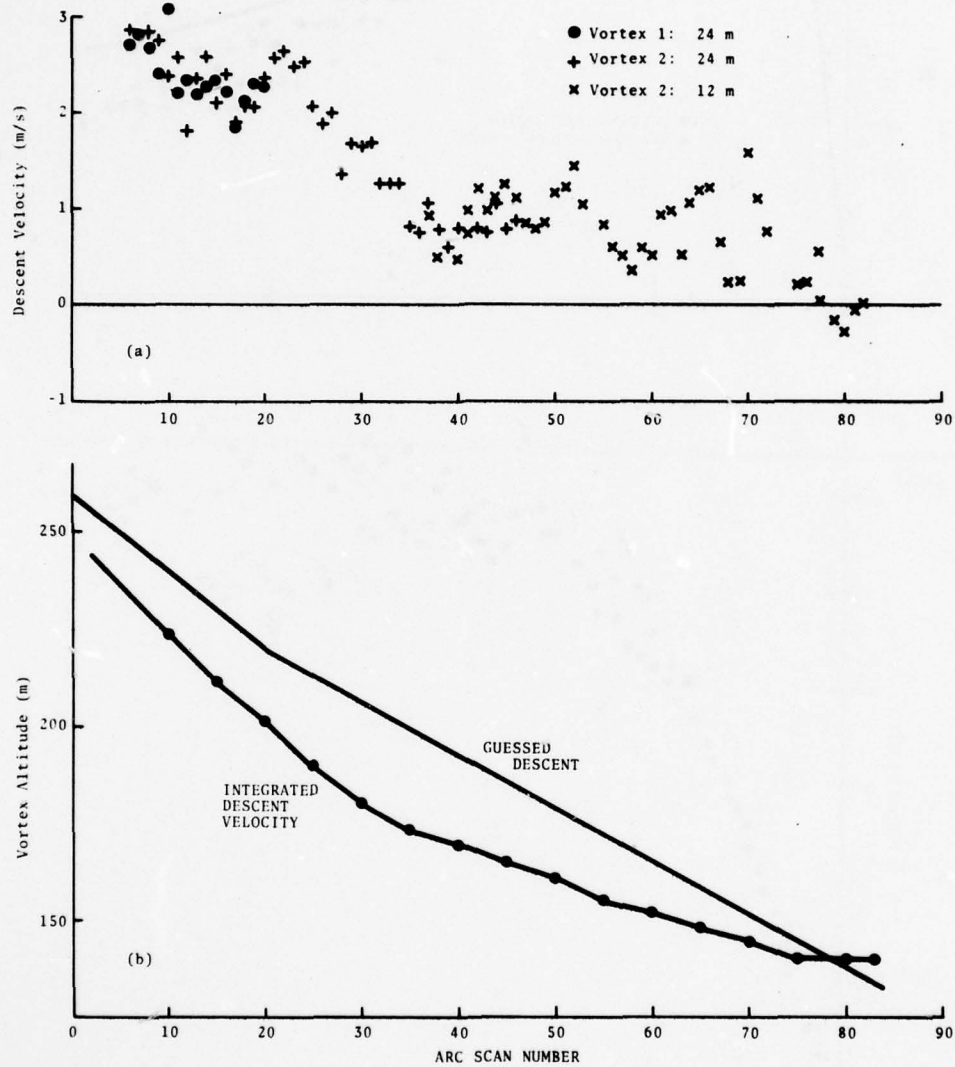 3
2
1
0
-1
Descent Velocity (m/s)
Vortex 1: 24 m
Vortex 2: 24 m
Vortex 2: 12 m
(a)
10
20
30
40
50
60
70
80
90
250
200
150
Vortex Altitude (m)
GUESSED
DESCENT
INTEGRATED
DESCENT
VELOCITY
(b)
0
10
20
30
40
50
60
70
80
90
ARC SCAN NUMBER